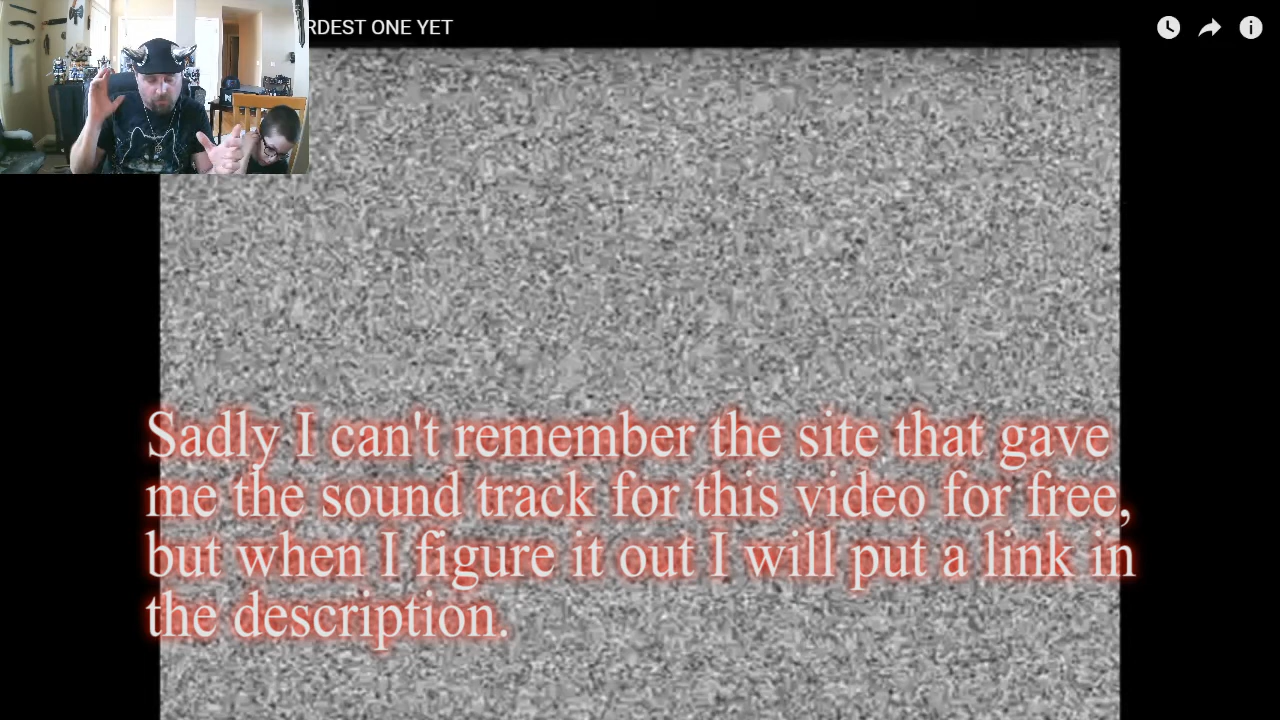 RDEST ONE YET
Sadly I can't remember the site that gave
me the sound track for this video for free,
but when I figure it out I will put a link in
the description.